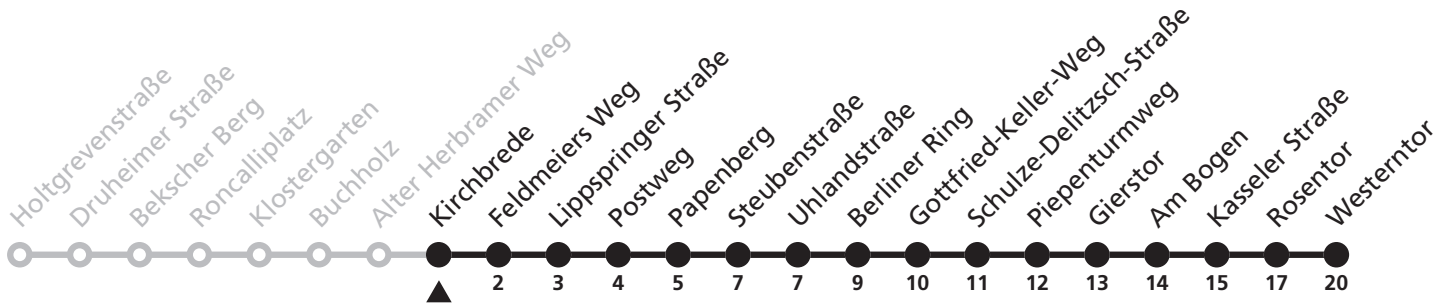 Holtgrevenstraße
Druheimer Straße
Bekscher Berg
Roncalliplatz
Klostergarten
Buchholz
Alter Herbramer Weg
Kirchbrede
Feldmeiers Weg
Lippspringer Straße
Postweg
Papenberg
Steubenstraße
Uhlandstraße
Berliner Ring
Gottfried-Keller-Weg
Schulze-Delitzsch-Straße
Piepenturmweg
Gierstor
Am Bogen
Kasseler Straße
Rosentor
Westerntor
2 3 4 5 7 7 9 10 11 12 13 14 15 17 20